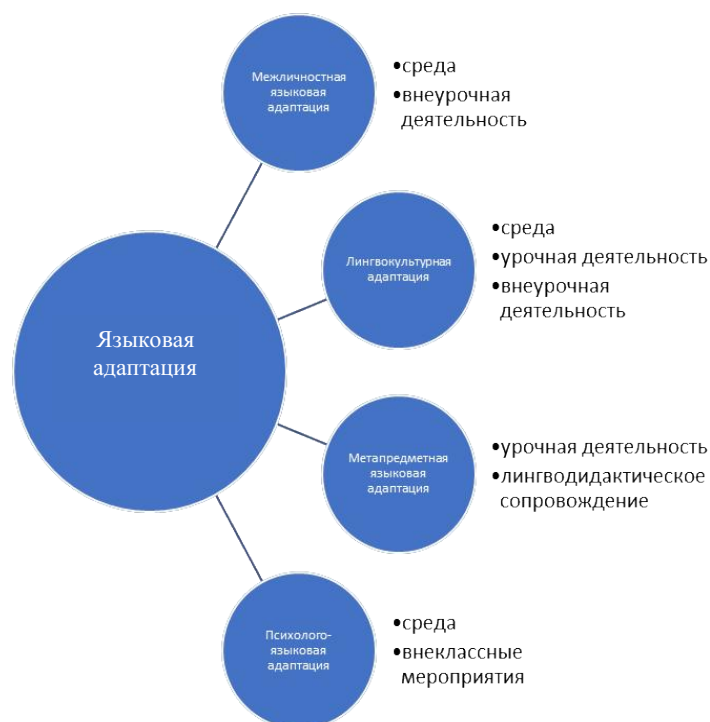 Межличностная
языковая
адаптация
•среда
•внеурочная
деятельность
Лингвокультурная
адаптация
•среда
•урочная деятельность
•внеурочная
деятельность
Языковая
адаптация
Метапредметная
языковая
адаптация
•урочная деятельность
•лингводидактическое
сопровождение
Психолого-
языковая
адаптация
•среда
•внеклассные
мероприятия